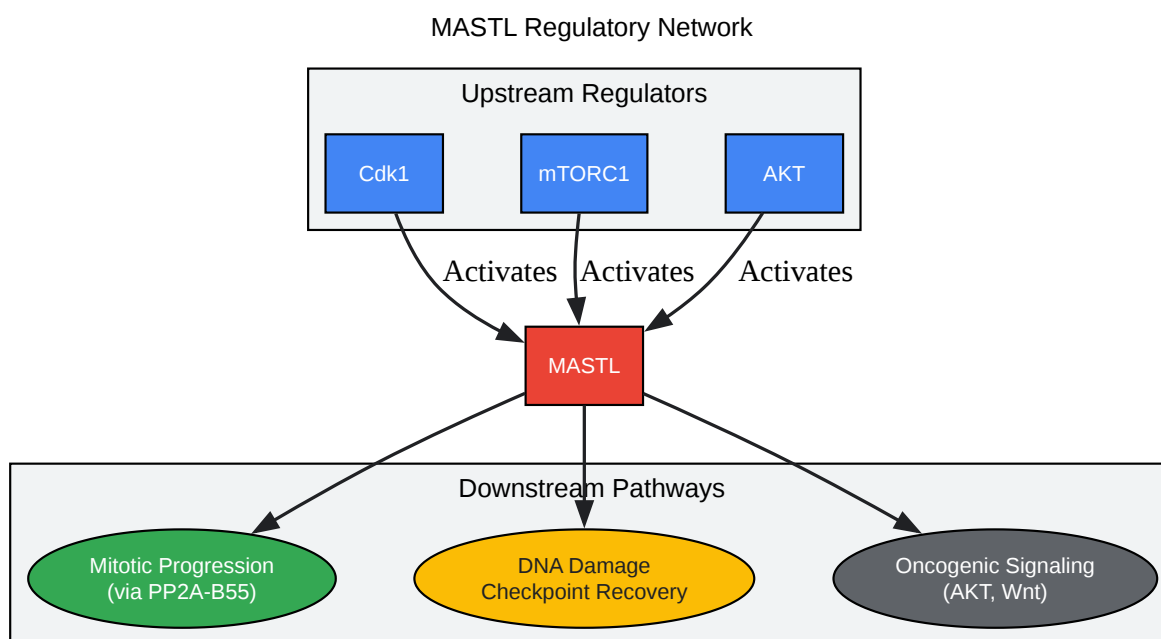 MASTL Regulatory Network
Upstream Regulators
Cdk1
mTORC1
AKT
Activates
Activates
Activates
MASTL
Downstream Pathways
Mitotic Progression
(via PP2A-B55)
DNA Damage
Checkpoint Recovery
Oncogenic Signaling
(AKT, Wnt)